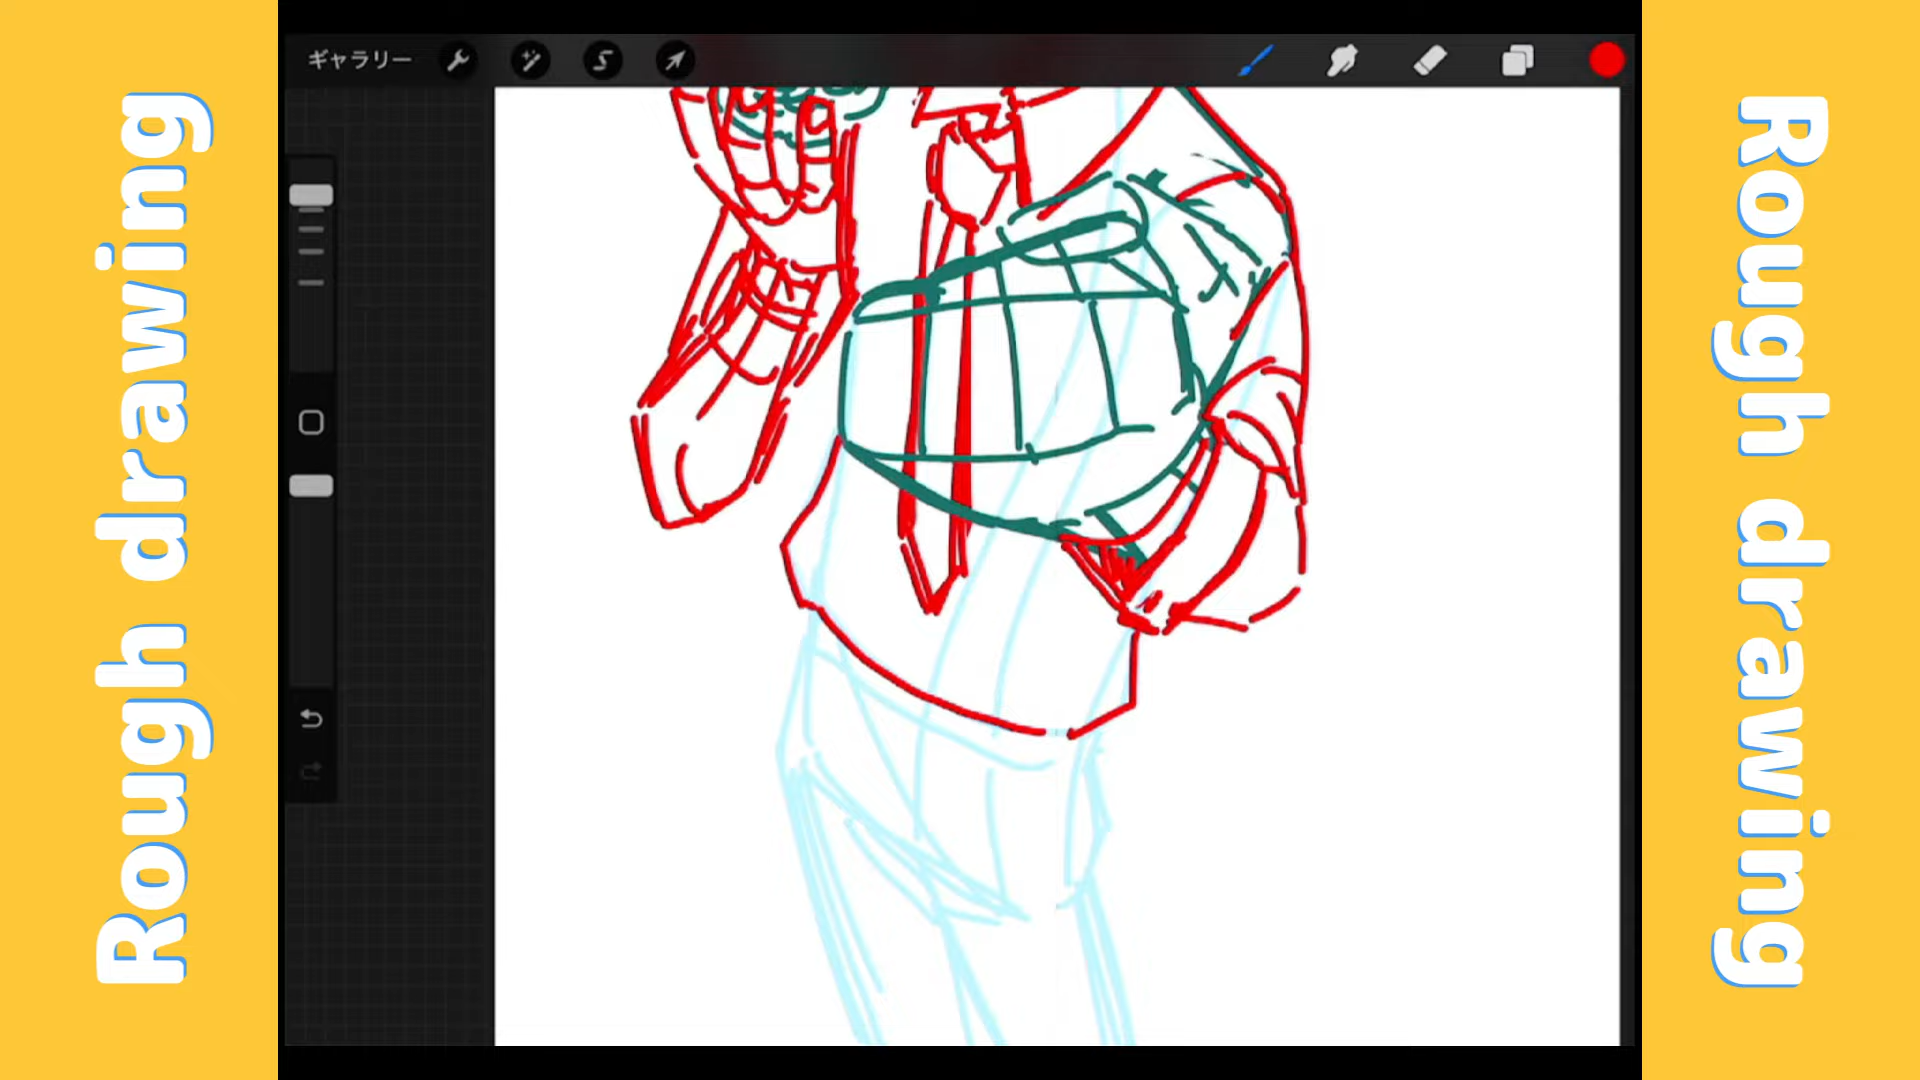 Rough drawing
ギャラリー
Rough drawing